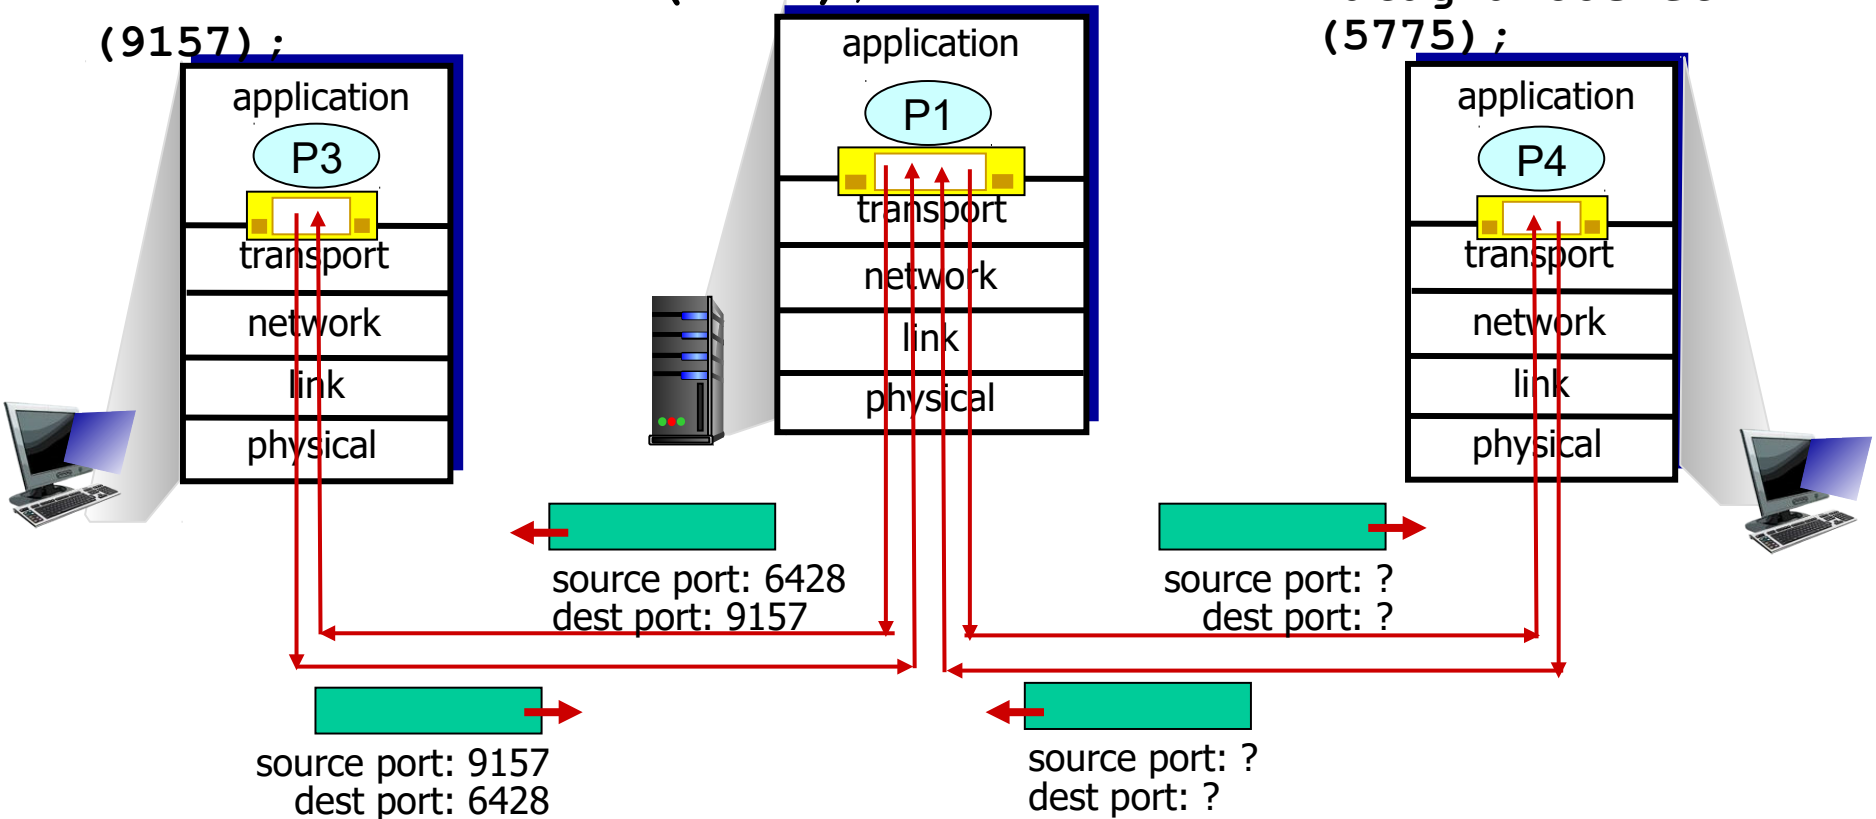 (9157);
(5775);
application
P3
transport
network
link
physical
application
P1
transport
network
link
physical
application
P4
transport
network
link
physical
source port: 6428
dest port: 9157
source port: ?
dest port: ?
source port: 9157
dest port: 6428
source port: ?
dest port: ?